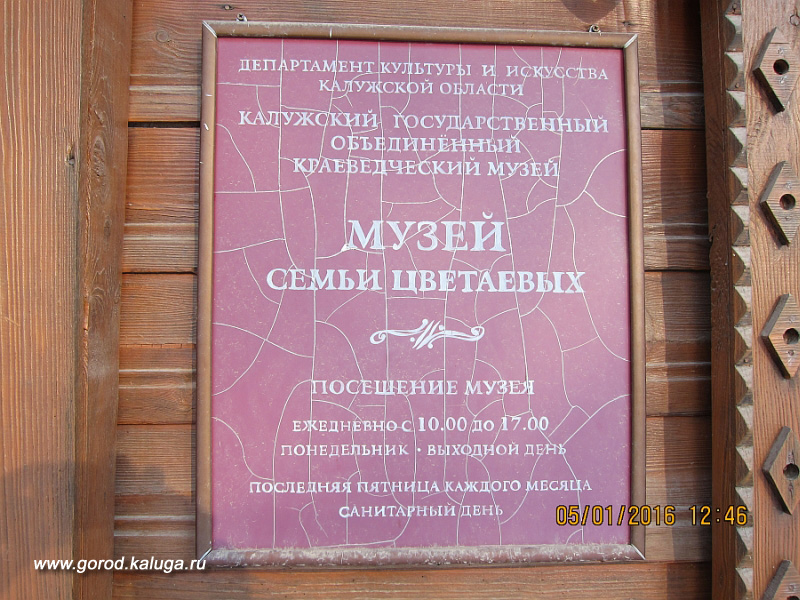 ДЕПАРТАМЕНТ КУЛЬТУРЫ И ИСКУССТВА
КАЛУЖСКОЙ ОБЛАСТИ
КАЛУЖСКИЙ ГОСУДАРСТВЕННЫЙ
ОБЪЕДИНЁННЫЙ
КРАЕВЕДЧЕСКИЙ МУЗЕЙ
МУЗЕЙ
СЕМЬИ ЦВЕТАЕВЫХ
ПОСЕЩЕНИЕ МУЗЕЯ
ЕЖЕДНЕВНО С 10.00 ДО 17.00
ПОНЕДЕЛЬНИК · ВЫХОДНОЙ ДЕНЬ
ПОСЛЕДНЯЯ ПЯТНИЦА КАЖДОГО МЕСЯЦА
САНИТАРНЫЙ ДЕНЬ
05/01/2016 12:46
www.gorod.kaluga.ru